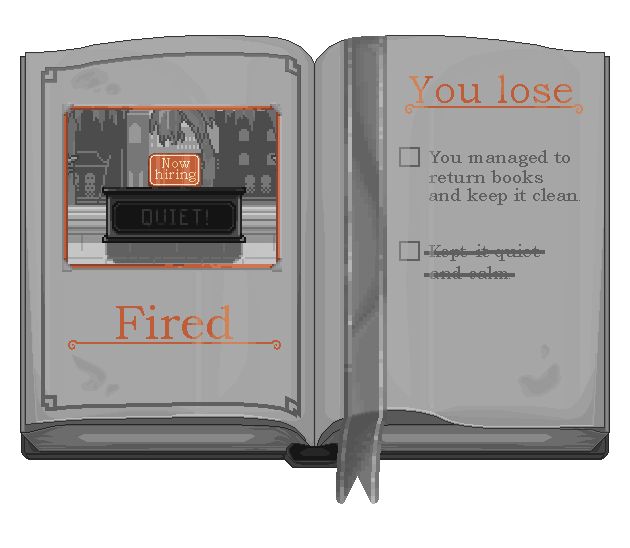 Now
hiring
QUIET!
Fired
You lose
You managed to
return books
and keep it clean.
Kept it quiet
and calm